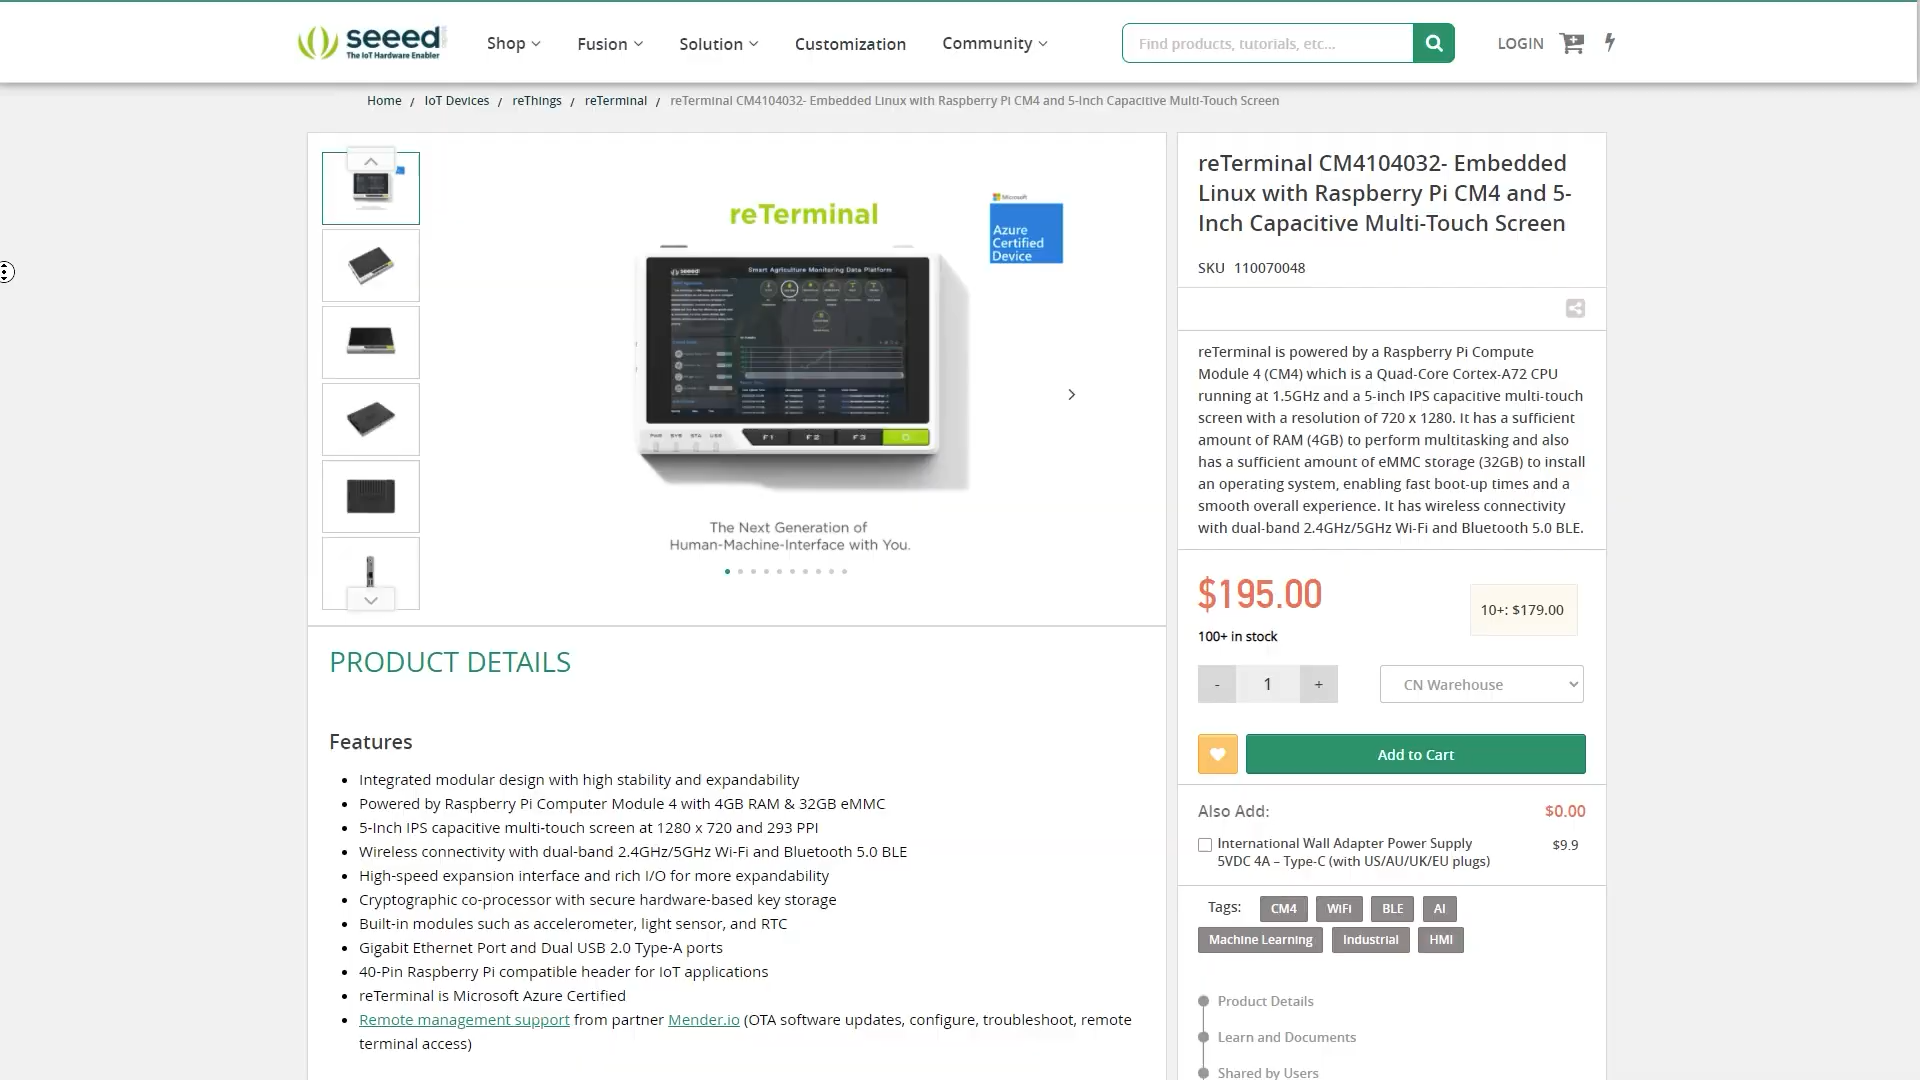 seeed
The IoT Hardware Enabler
Shop
Fusion
Solution
Customization
Community
Find products, tutorials, etc...
LOGIN
Home / IoT Devices / reThings / reTerminal / reTerminal CM4104032- Embedded Linux with Raspberry Pi CM4 and 5-Inch Capacitive Multi-Touch Screen
reTerminal
Microsoft
Azure
Certified
Device
seeed
Smart Agriculture Monitoring Data Platform
PWR SYS STA USR
F1 F2 F3 O
The Next Generation of
Human-Machine-Interface with You.
PRODUCT DETAILS
Features
Integrated modular design with high stability and expandability
Powered by Raspberry Pi Computer Module 4 with 4GB RAM & 32GB eMMC
5-Inch IPS capacitive multi-touch screen at 1280 x 720 and 293 PPI
Wireless connectivity with dual-band 2.4GHz/5GHz Wi-Fi and Bluetooth 5.0 BLE
High-speed expansion interface and rich I/O for more expandability
Cryptographic co-processor with secure hardware-based key storage
Built-in modules such as accelerometer, light sensor, and RTC
Gigabit Ethernet Port and Dual USB 2.0 Type-A ports
40-Pin Raspberry Pi compatible header for IoT applications
reTerminal is Microsoft Azure Certified
Remote management support from partner Mender.io (OTA software updates, configure, troubleshoot, remote
terminal access)
reTerminal CM4104032- Embedded
Linux with Raspberry Pi CM4 and 5-
Inch Capacitive Multi-Touch Screen
SKU 110070048
reTerminal is powered by a Raspberry Pi Compute
Module 4 (CM4) which is a Quad-Core Cortex-A72 CPU
running at 1.5GHz and a 5-inch IPS capacitive multi-touch
screen with a resolution of 720 x 1280. It has a sufficient
amount of RAM (4GB) to perform multitasking and also
has a sufficient amount of eMMC storage (32GB) to install
an operating system, enabling fast boot-up times and a
smooth overall experience. It has wireless connectivity
with dual-band 2.4GHz/5GHz Wi-Fi and Bluetooth 5.0 BLE.
$195.00
10+: $179.00
100+ in stock
- 1 +
CN Warehouse
Add to Cart
Also Add: $0.00
International Wall Adapter Power Supply $9.9
5VDC 4A – Type-C (with US/AU/UK/EU plugs)
Tags: CM4 WiFi BLE AI
Machine Learning Industrial HMI
Product Details
Learn and Documents
Shared by Users